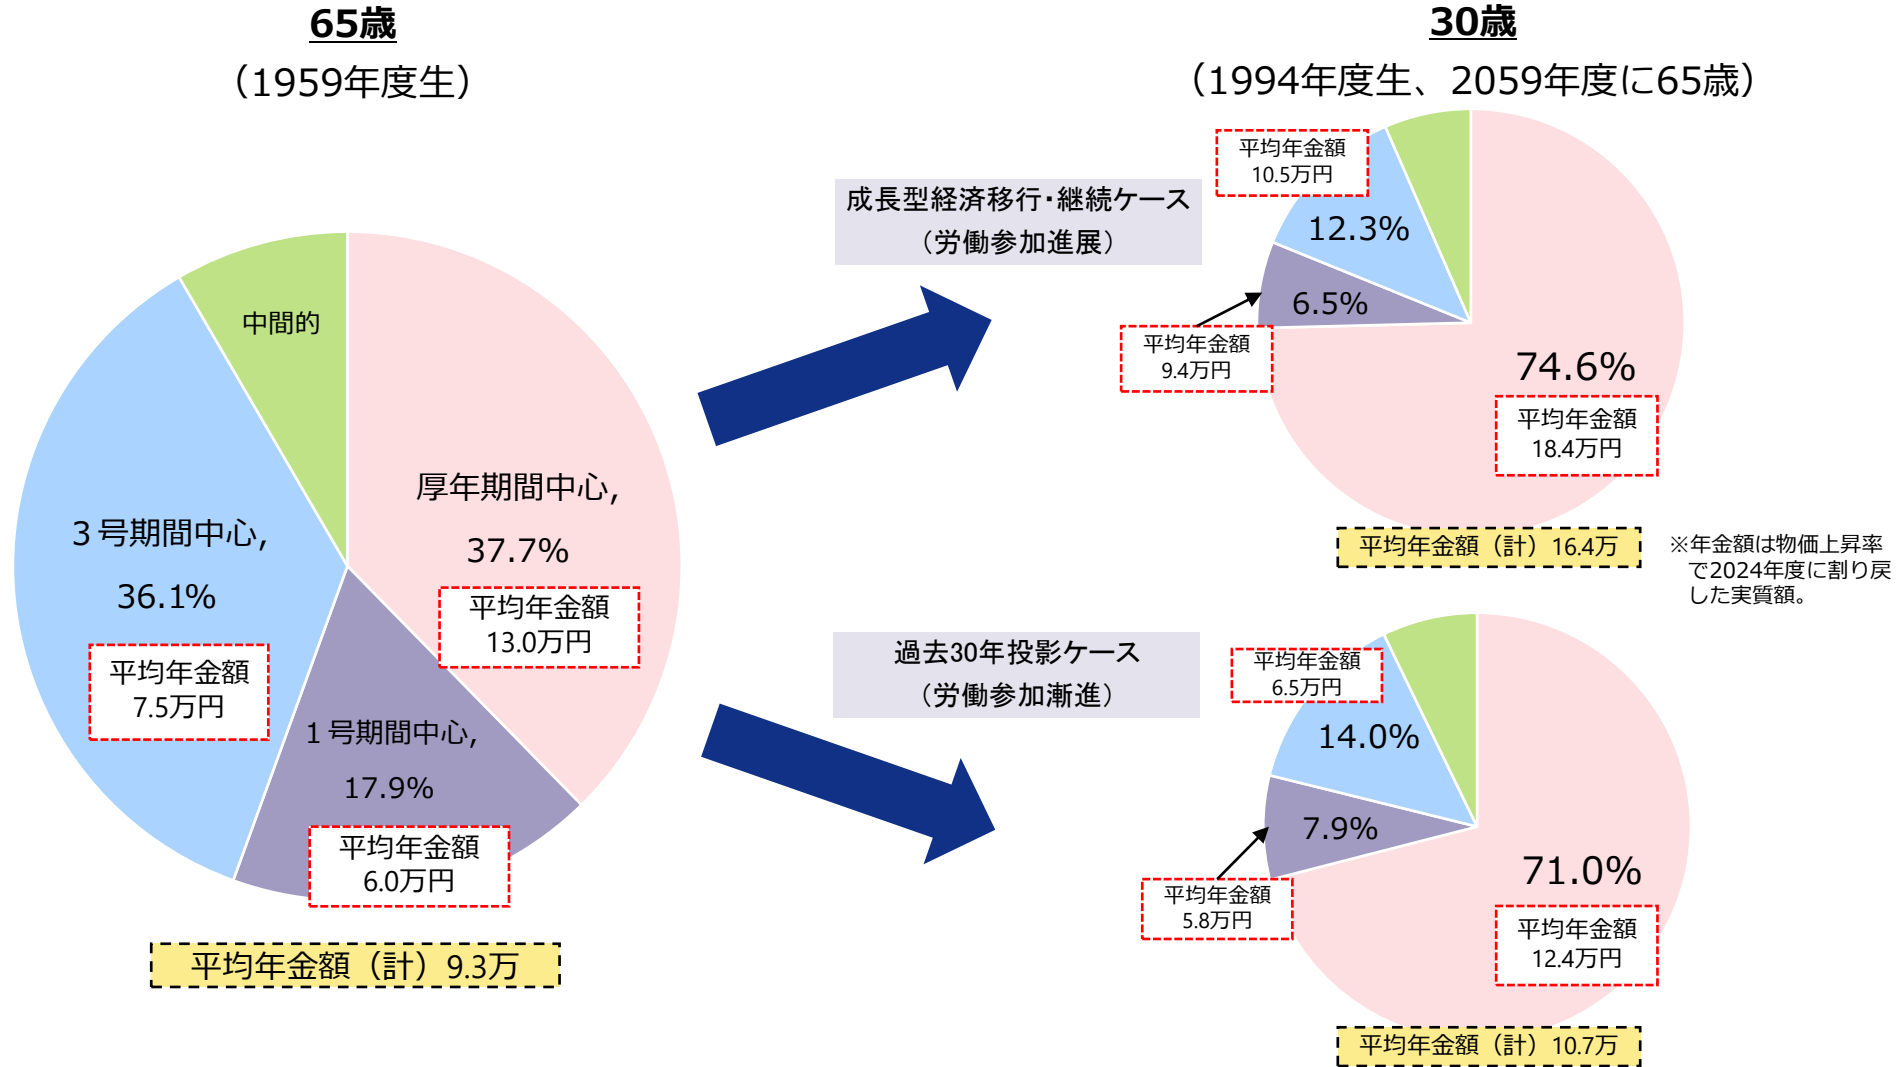 65歳
（1959年度生）
中間的
厚年期間中心,
37.7%
平均年金額
13.0万円
３号期間中心,
36.1%
平均年金額
7.5万円
１号期間中心,
17.9%
平均年金額
6.0万円
平均年金額（計）9.3万
成長型経済移行･継続ケース
（労働参加進展）
過去30年投影ケース
（労働参加漸進）
30歳
（1994年度生、2059年度に65歳）
平均年金額
10.5万円
12.3%
6.5%
平均年金額
9.4万円
74.6%
平均年金額
18.4万円
平均年金額（計）16.4万
※年金額は物価上昇率
で2024年度に割り戻
した実質額。
平均年金額
6.5万円
14.0%
7.9%
平均年金額
5.8万円
71.0%
平均年金額
12.4万円
平均年金額（計）10.7万